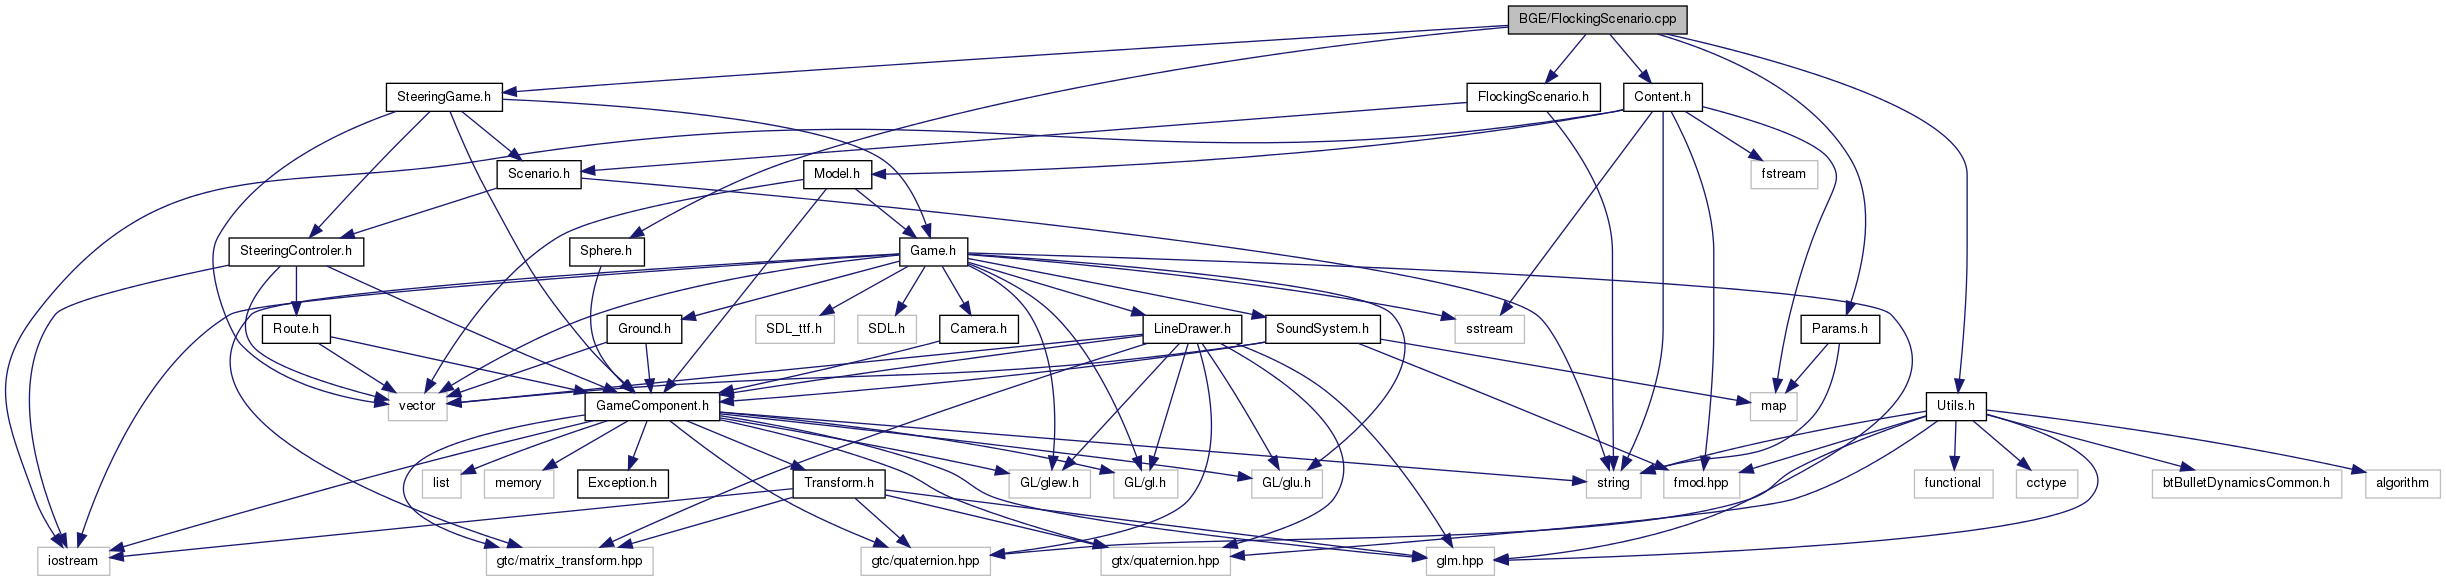 BGE/FlockingScenario.cpp
SteeringGame.h
FlockingScenario.h
Content.h
Scenario.h
Model.h
fstream
SteeringControler.h
Sphere.h
Game.h
Route.h
Ground.h
SDL_ttf.h
SDL.h
Camera.h
LineDrawer.h
SoundSystem.h
sstream
Params.h
vector
GameComponent.h
map
Utils.h
list
memory
Exception.h
Transform.h
GL/glew.h
GL/gl.h
GL/glu.h
string
fmod.hpp
functional
cctype
btBulletDynamicsCommon.h
algorithm
iostream
gtc/matrix_transform.hpp
gtc/quaternion.hpp
gtx/quaternion.hpp
glm.hpp